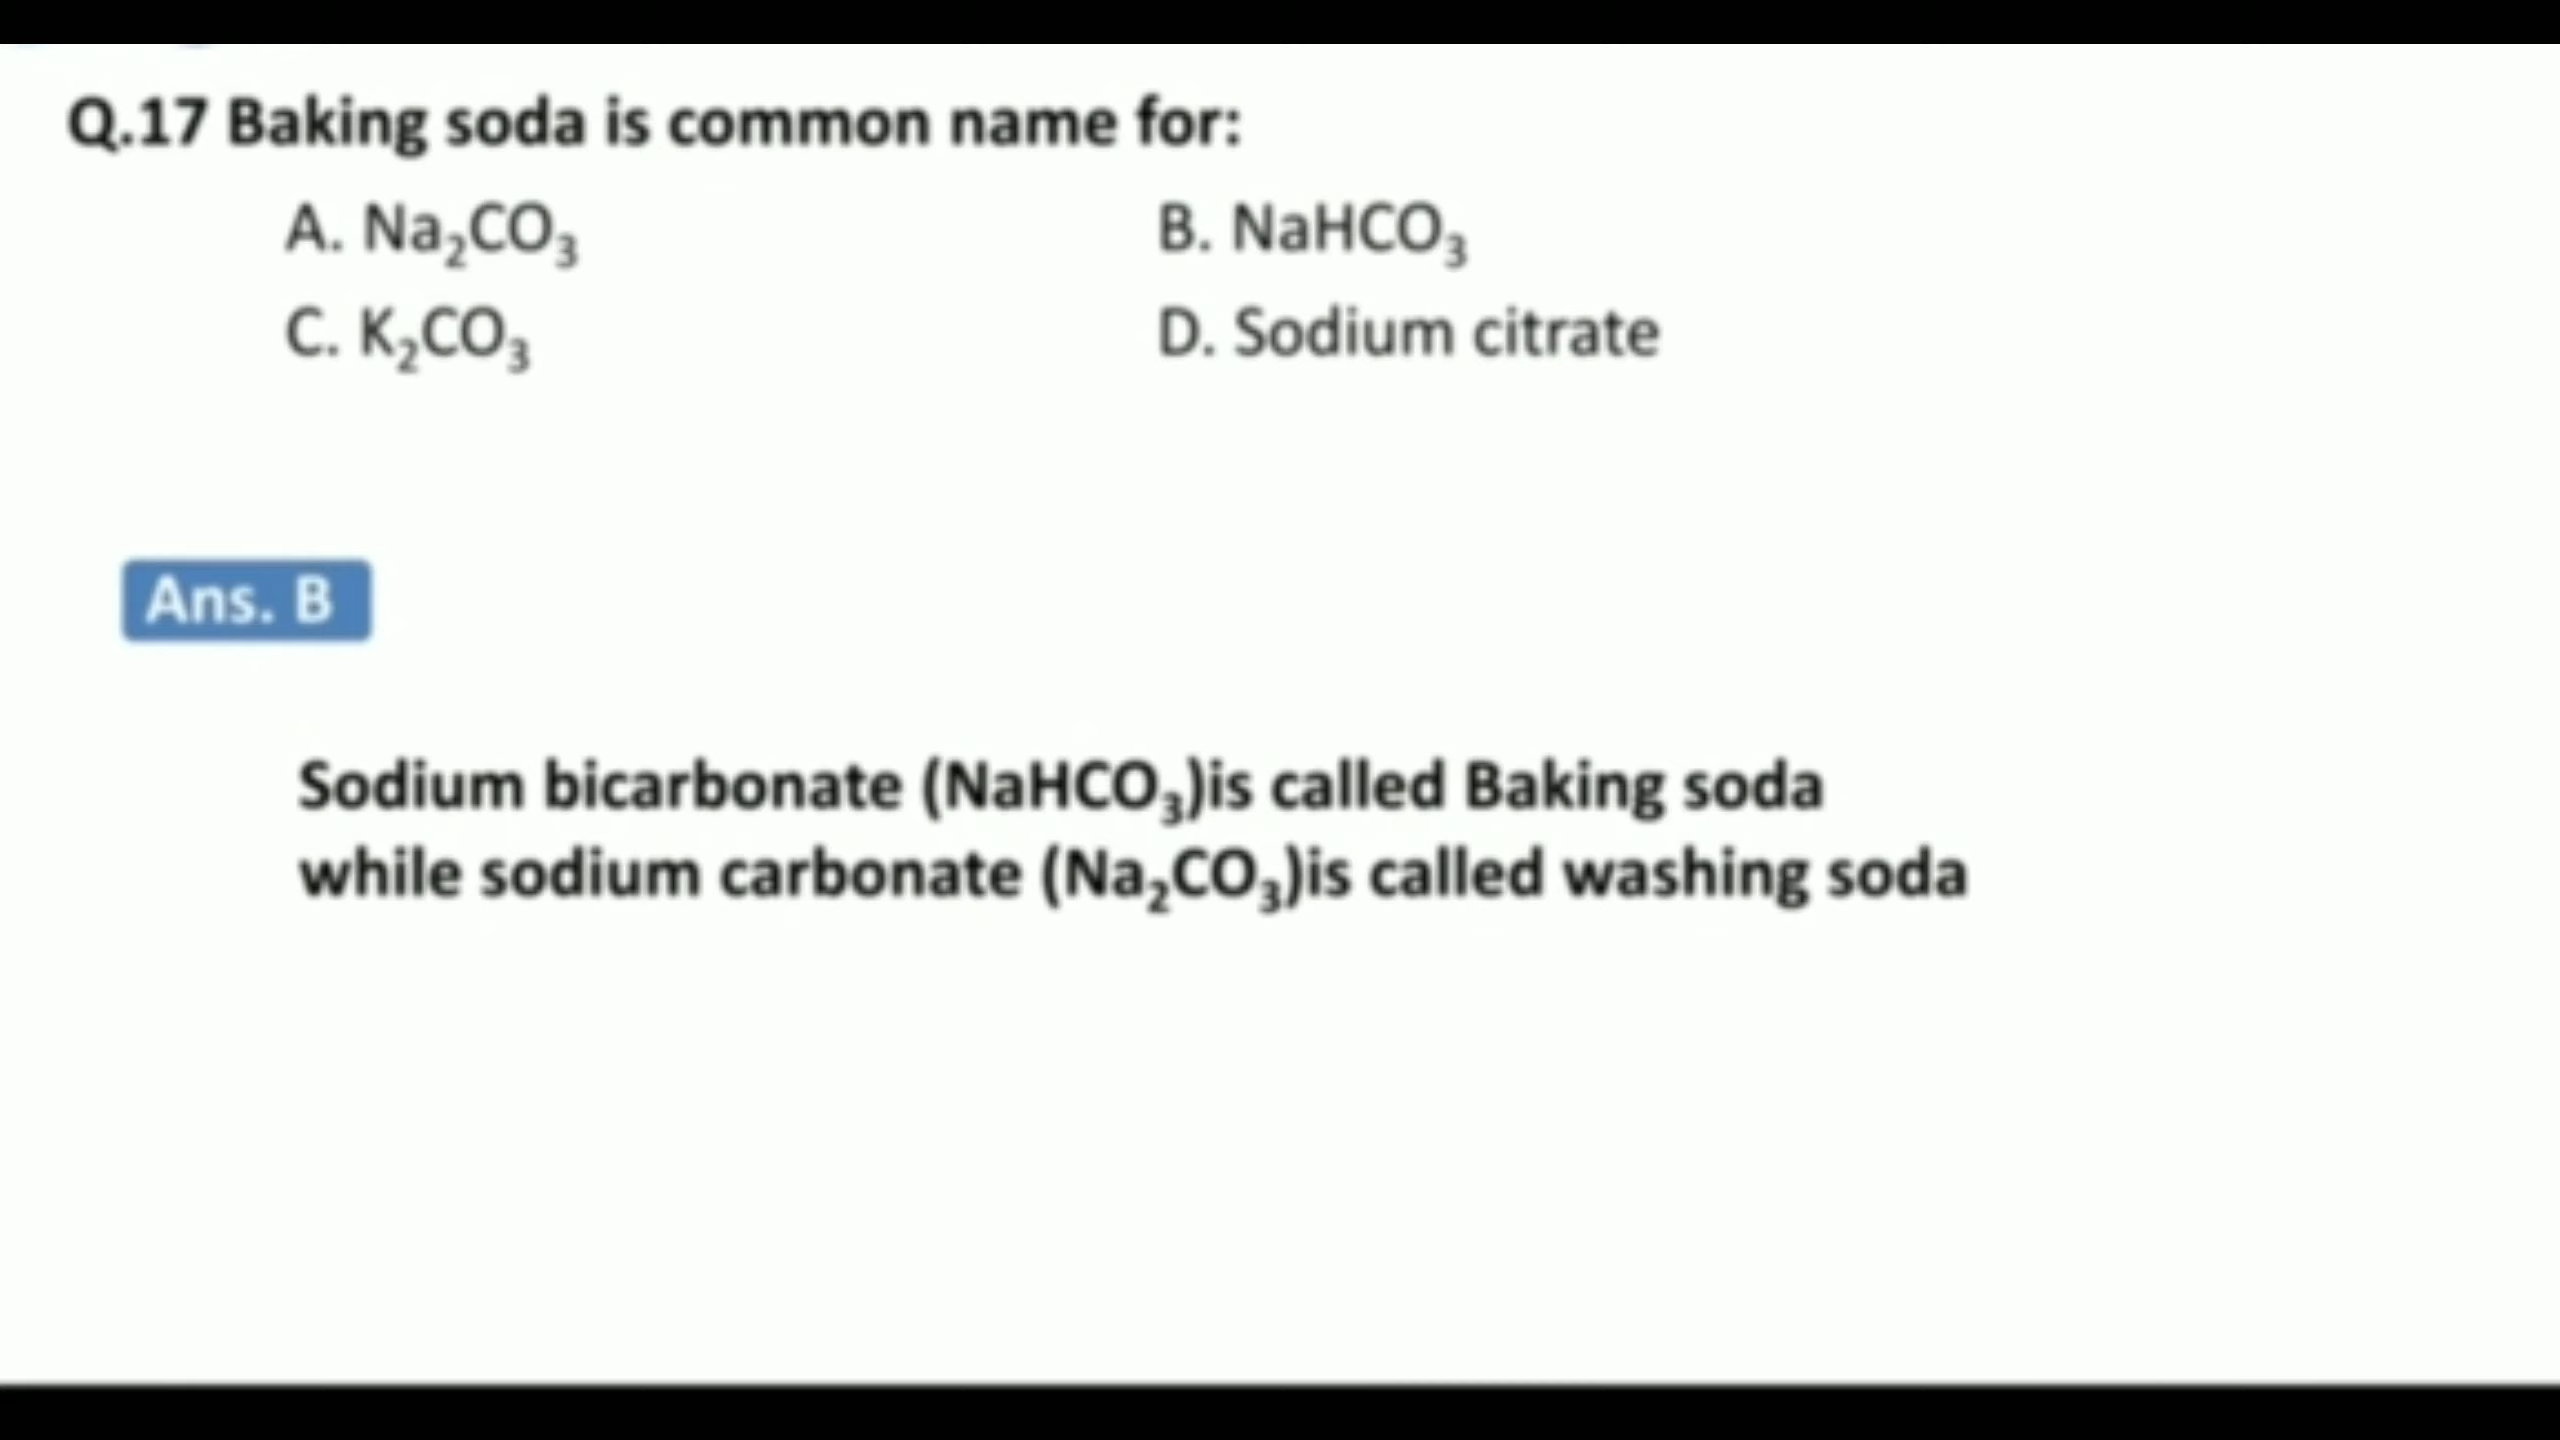 Q.17 Baking soda is common name for:
A. Na₂CO₃ B. NaHCO₃
C. K₂CO₃ D. Sodium citrate
Ans. B
Sodium bicarbonate (NaHCO₃)is called Baking soda
while sodium carbonate (Na₂CO₃)is called washing soda